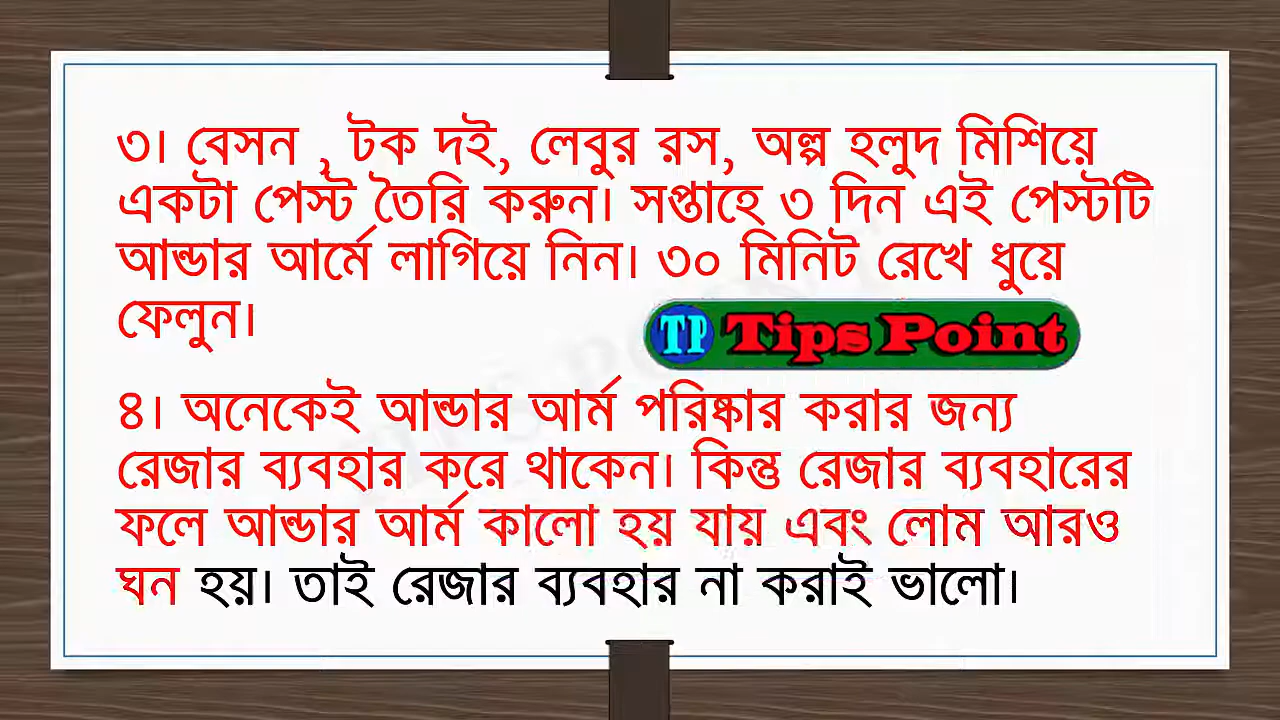 ৩। বেসন , টক দই, লেবুর রস, অল্প হলুদ মিশিয়ে
একটা পেস্ট তৈরি করুন। সপ্তাহে ৩ দিন এই পেস্টটি
আন্ডার আর্মে লাগিয়ে নিন। ৩০ মিনিট রেখে ধুয়ে
ফেলুন।
TP Tips Point
৪। অনেকেই আন্ডার আর্ম পরিষ্কার করার জন্য
রেজার ব্যবহার করে থাকেন। কিন্তু রেজার ব্যবহারের
ফলে আন্ডার আর্ম কালো হয় যায় এবং লোম আরও
ঘন হয়। তাই রেজার ব্যবহার না করাই ভালো।
TIPS POINT